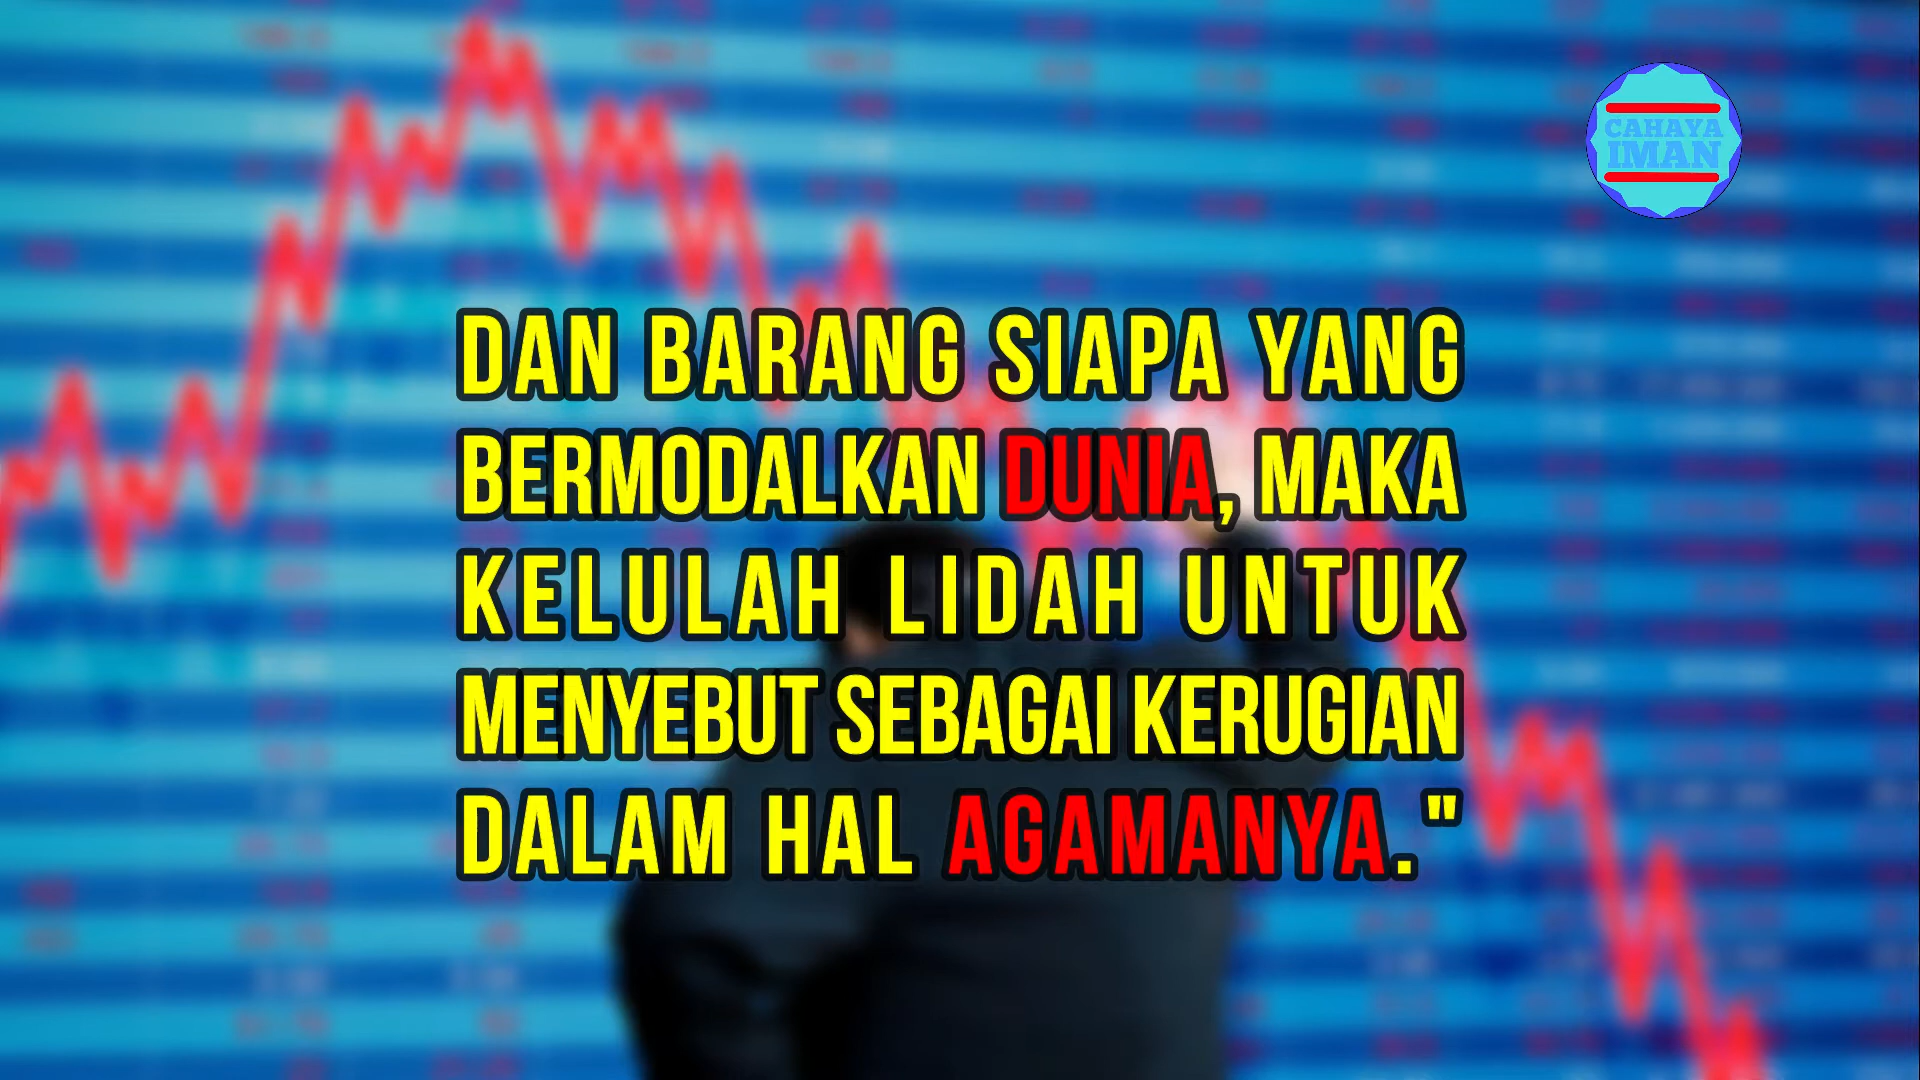 CAHAYA
IMAN
DAN BARANG SIAPA YANG
BERMODALKAN DUNIA, MAKA
KELULAH LIDAH UNTUK
MENYEBUT SEBAGAI KERUGIAN
DALAM HAL AGAMANYA."